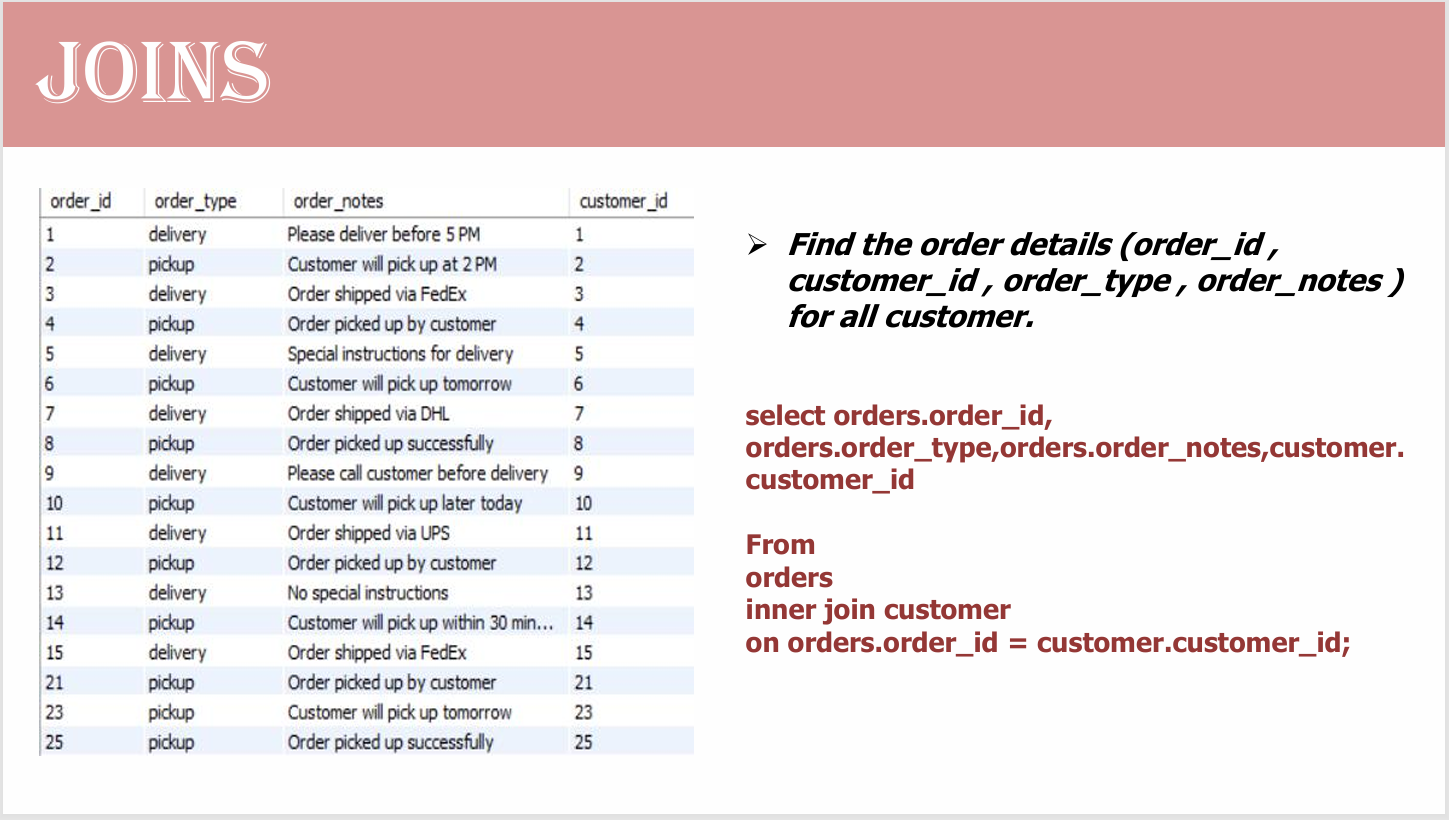 JOINS
order_id order_type order_notes customer_id
1 delivery Please deliver before 5 PM 1
2 pickup Customer will pick up at 2 PM 2
3 delivery Order shipped via FedEx 3
4 pickup Order picked up by customer 4
5 delivery Special instructions for delivery 5
6 pickup Customer will pick up tomorrow 6
7 delivery Order shipped via DHL 7
8 pickup Order picked up successfully 8
9 delivery Please call customer before delivery 9
10 pickup Customer will pick up later today 10
11 delivery Order shipped via UPS 11
12 pickup Order picked up by customer 12
13 delivery No special instructions 13
14 pickup Customer will pick up within 30 min... 14
15 delivery Order shipped via FedEx 15
21 pickup Order picked up by customer 21
23 pickup Customer will pick up tomorrow 23
25 pickup Order picked up successfully 25
➢ Find the order details (order_id ,
customer_id , order_type , order_notes )
for all customer.
select orders.order_id,
orders.order_type,orders.order_notes,customer.
customer_id
From
orders
inner join customer
on orders.order_id = customer.customer_id;